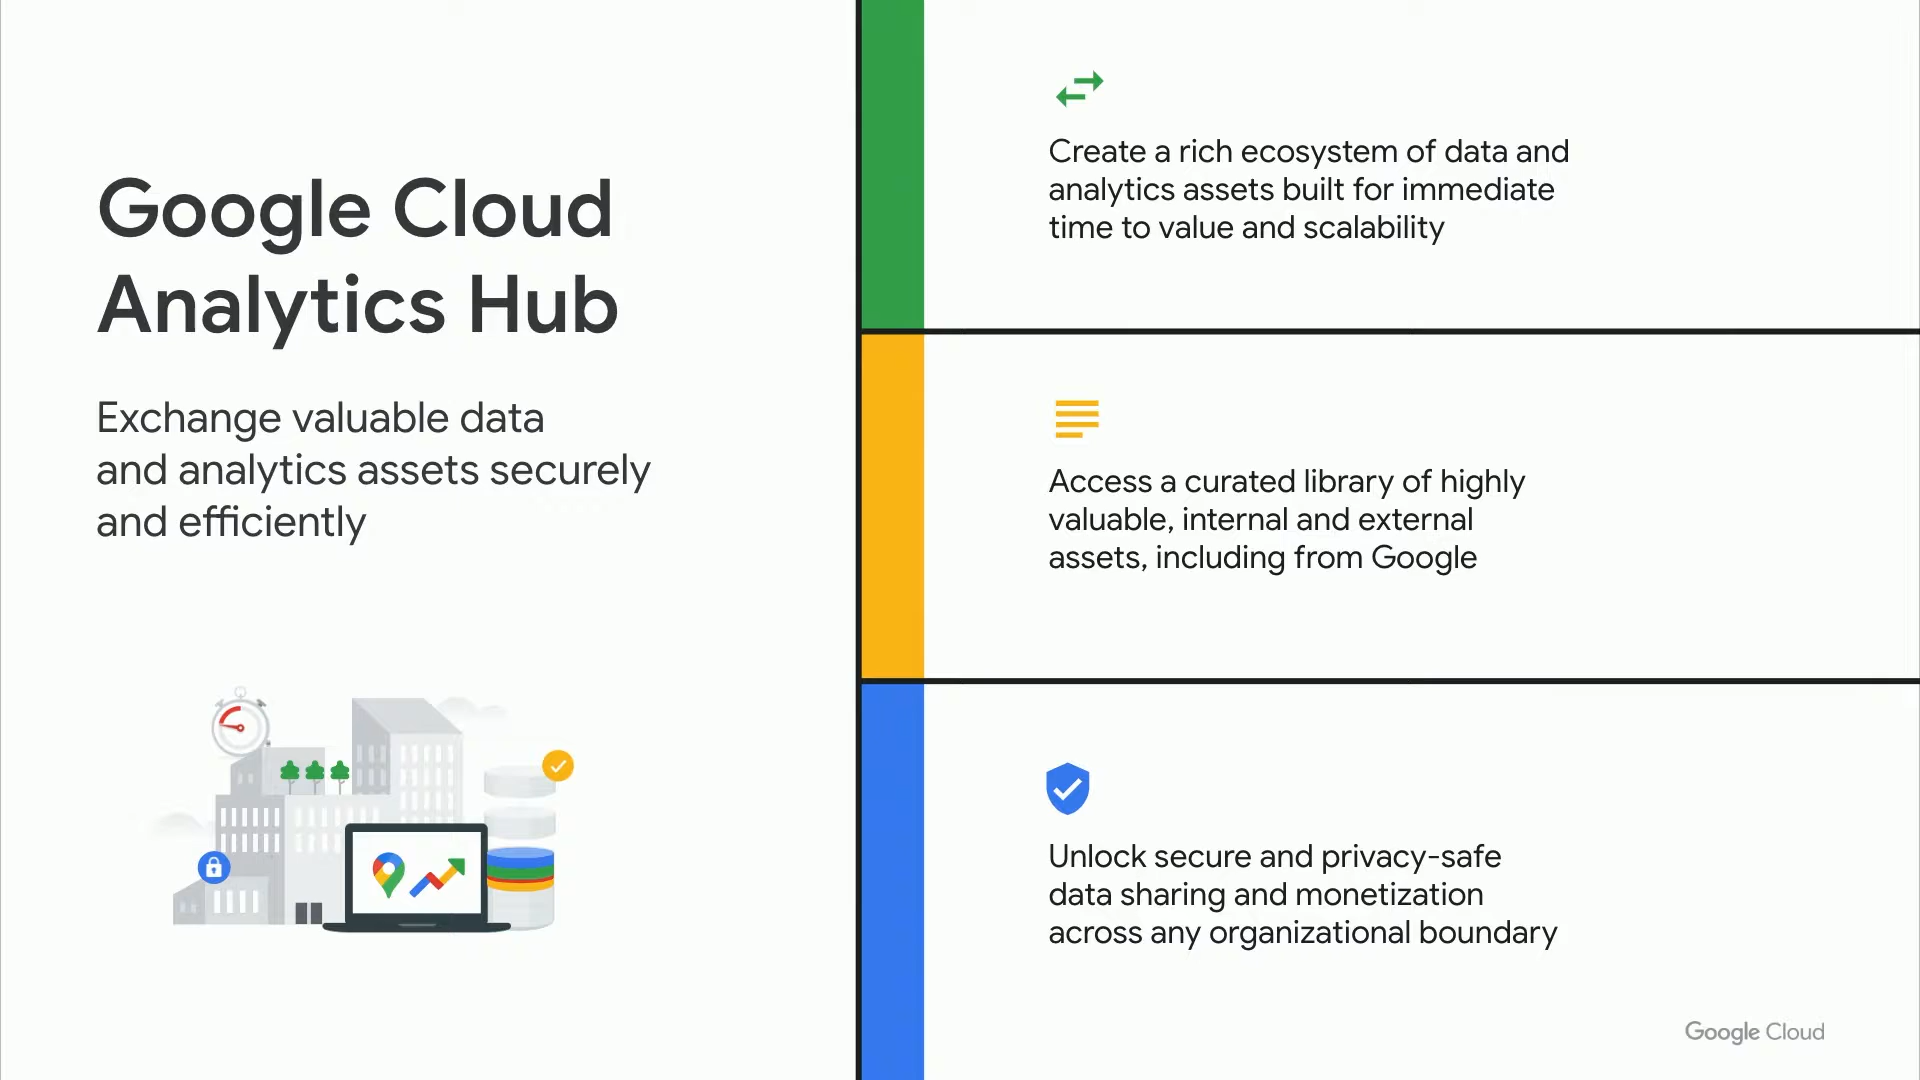 Google Cloud
Analytics Hub
Exchange valuable data
and analytics assets securely
and efficiently
Create a rich ecosystem of data and
analytics assets built for immediate
time to value and scalability
Access a curated library of highly
valuable, internal and external
assets, including from Google
Unlock secure and privacy-safe
data sharing and monetization
across any organizational boundary
Google Cloud